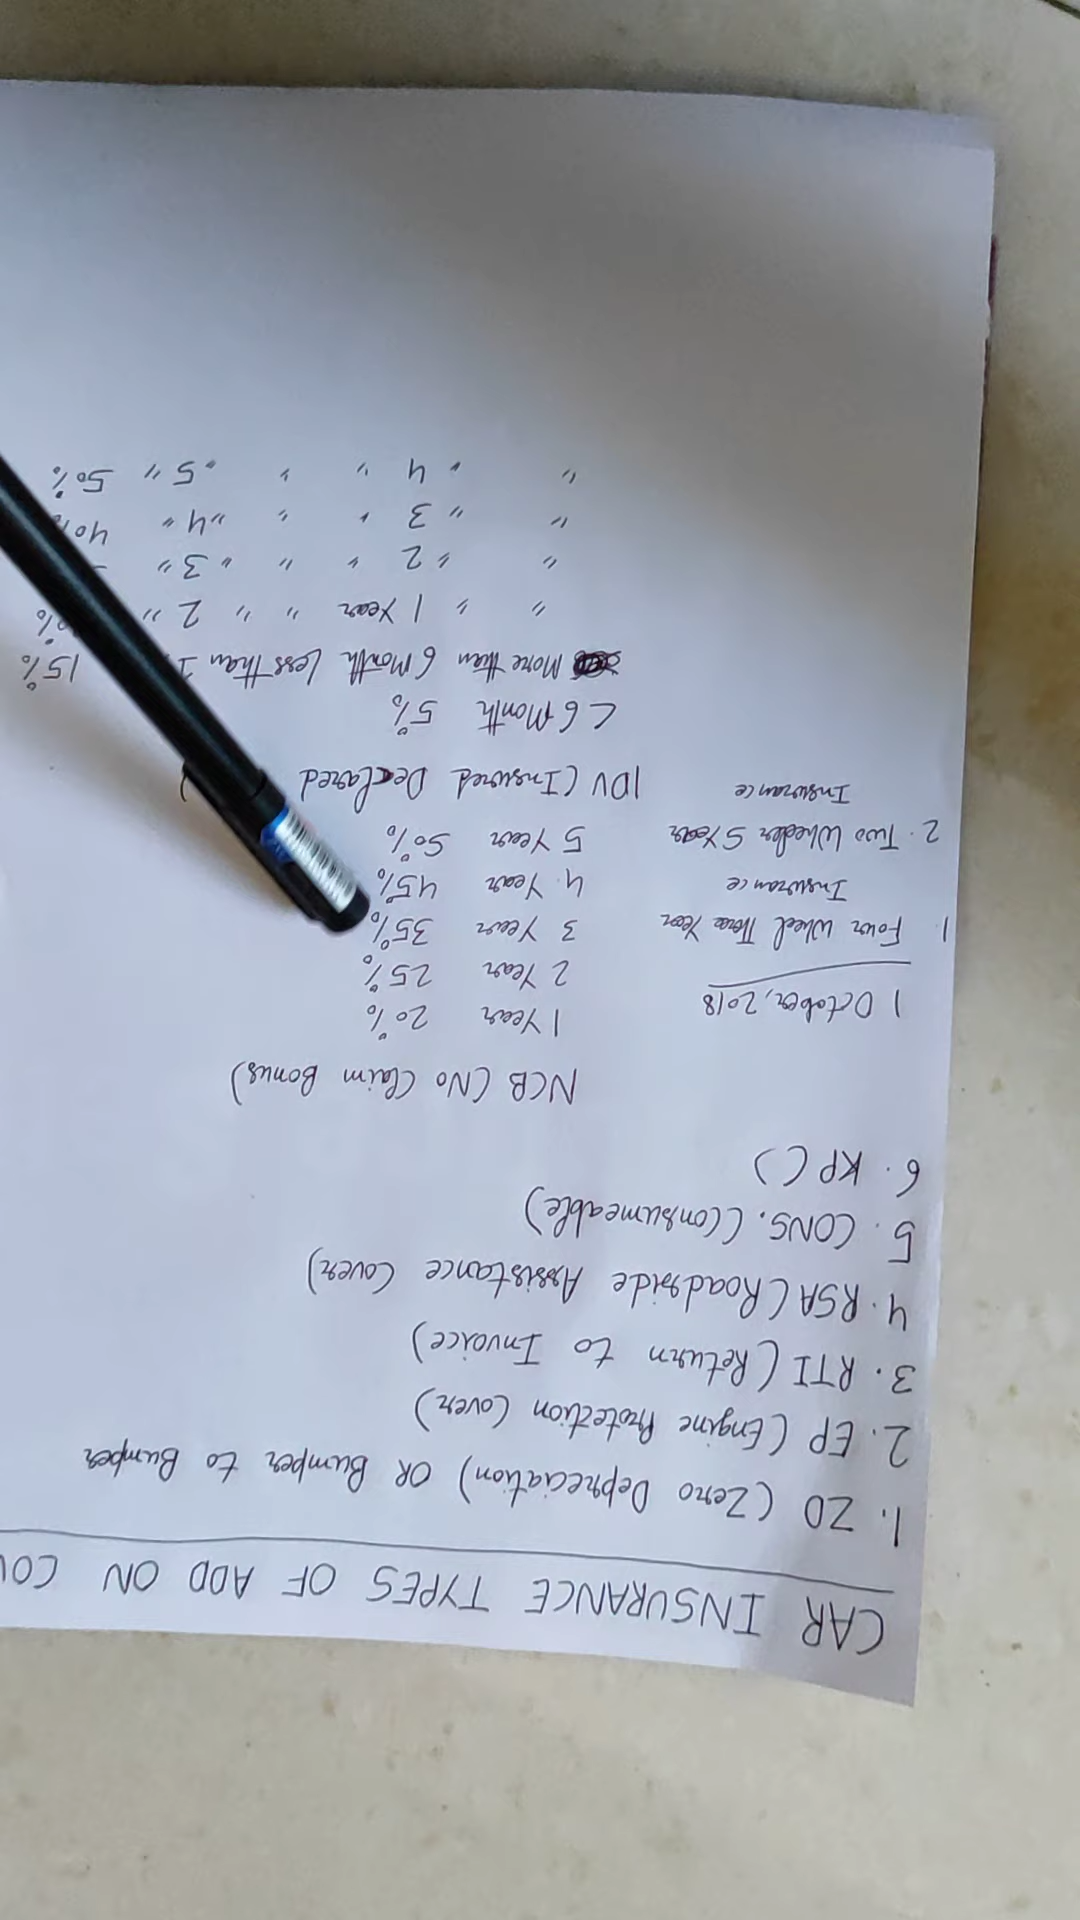 CAR INSURANCE TYPES OF ADD ON COV
1. ZD (Zero Depreciation) OR Bumper to Bumper
2. EP (Engine Protection Cover)
3. RTI (Return to Invoice)
4. RSA (Roadside Assistance Cover)
5. CONS. (Consumeable)
6. KP ( )
NCB (No Claim Bonus)
1 Year 20%
2 Year 25%
3 Year 35%
4 Year 45%
5 Year 50%
1 October, 2018
1. Four Wheel Three Year
Insurance
2. Two Wheeler 5 Year
Insurance
IDV (Insured Declared )
< 6 Month 5%
More than 6 Month Less than 1 15%
" " 1 Year " " 2 " %
" " 2 " " " 3 "
" " 3 " " " 4 " 40%
" " 4 " " " 5 " 50%